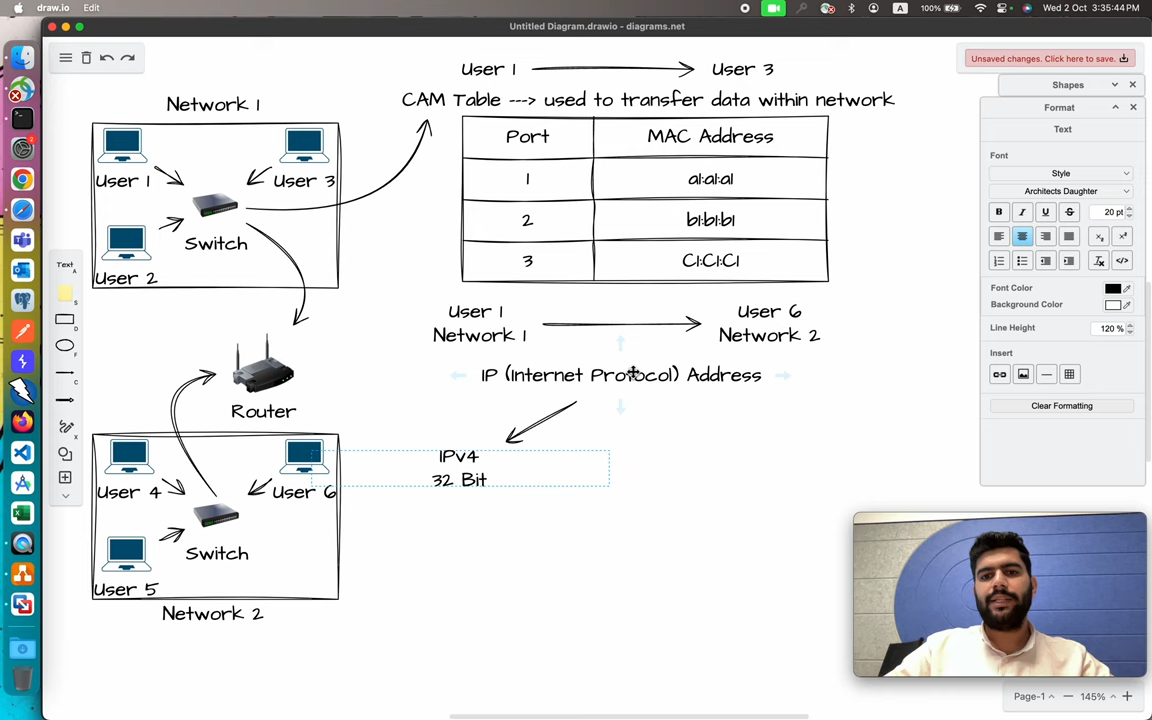 draw.io
Edit
A
100%
Wed 2 Oct 3:35:44 PM
Untitled Diagram.drawio - diagrams.net
Unsaved changes. Click here to save.
User 1
User 3
CAM Table ---> used to transfer data within network
Port
MAC Address
1
a1:a1:a1
2
b1:b1:b1
3
C1:C1:C1
Network 1
User 1
User 3
Switch
User 2
User 1
Network 1
User 6
Network 2
IP (Internet Protocol) Address
IPv4
32 Bit
Router
User 4
User 6
Switch
User 5
Network 2
Text
Shapes
Format
Text
Font
Style
Architects Daughter
B I U S
20 pt
Font Color
Background Color
Line Height
120 %
Insert
Clear Formatting
Page-1
145%